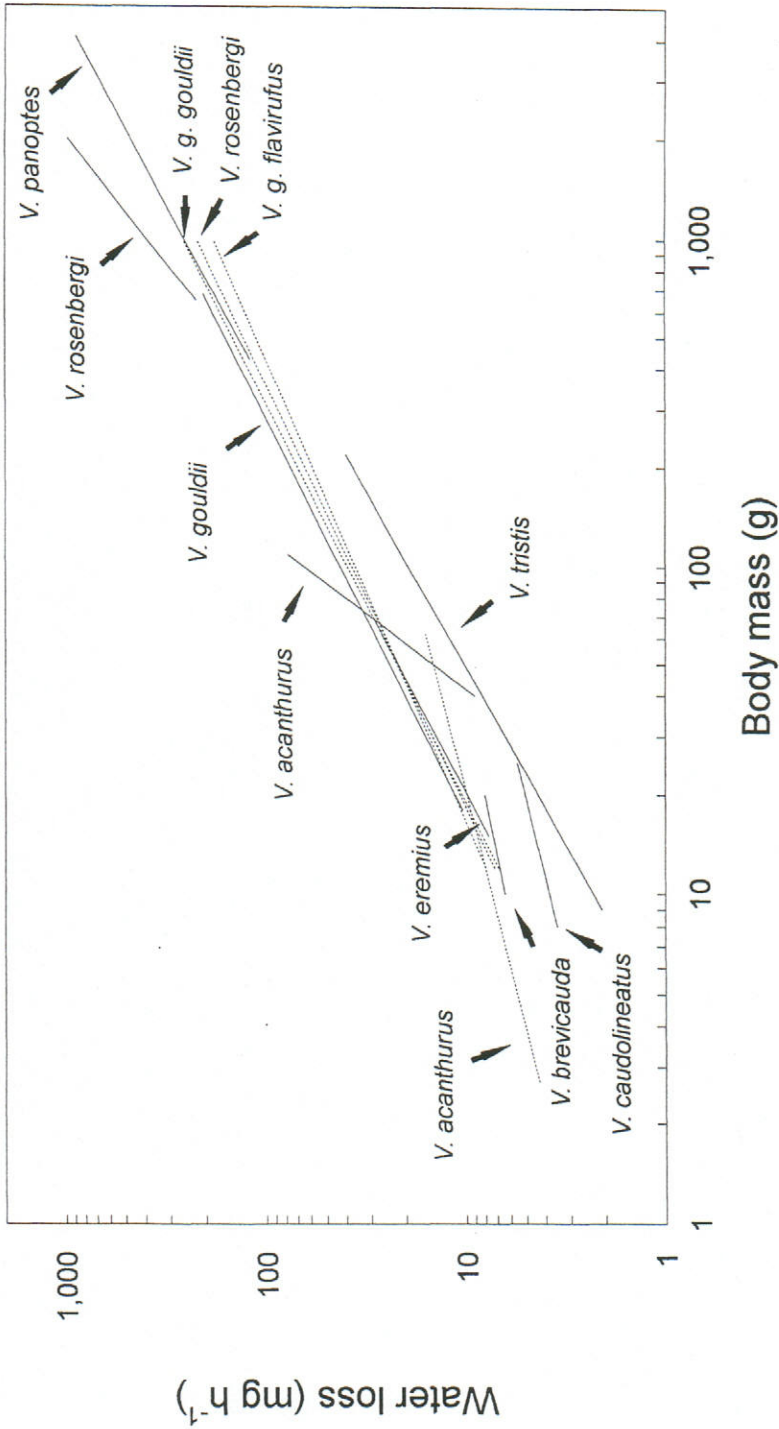 Water loss (mg h⁻¹)
1,000
100
10
1
V. panoptes
V. rosenbergi
V. g. gouldii
V. rosenbergi
V. g. flavirufus
V. gouldii
V. acanthurus
V. tristis
V. eremius
V. acanthurus
V. brevicauda
V. caudolineatus
1
10
100
1,000
Body mass (g)